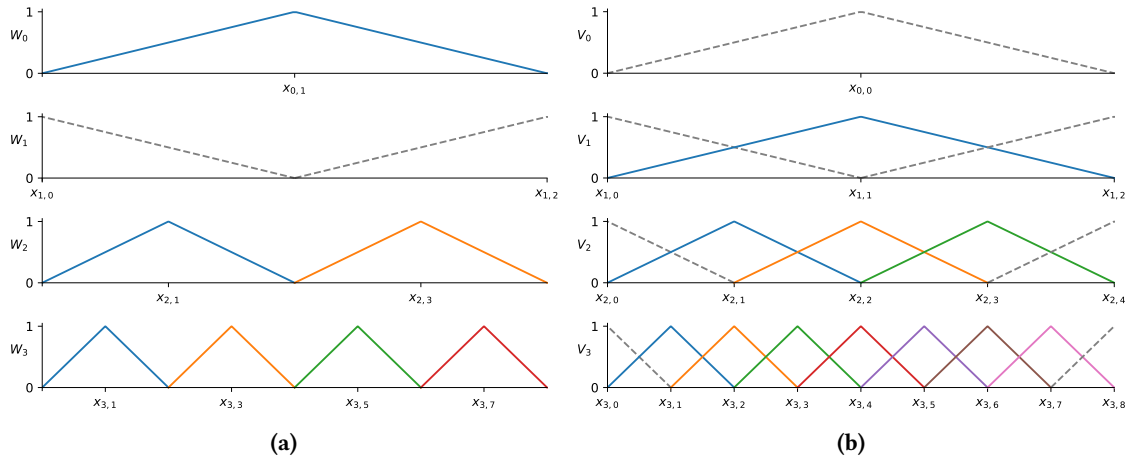 1
W0
0
x0,1
1
W1
0
x1,0 x1,2
1
W2
0
x2,1 x2,3
1
W3
0
x3,1 x3,3 x3,5 x3,7
(a)
1
V0
0
x0,0
1
V1
0
x1,0 x1,1 x1,2
1
V2
0
x2,0 x2,1 x2,2 x2,3 x2,4
1
V3
0
x3,0 x3,1 x3,2 x3,3 x3,4 x3,5 x3,6 x3,7 x3,8
(b)